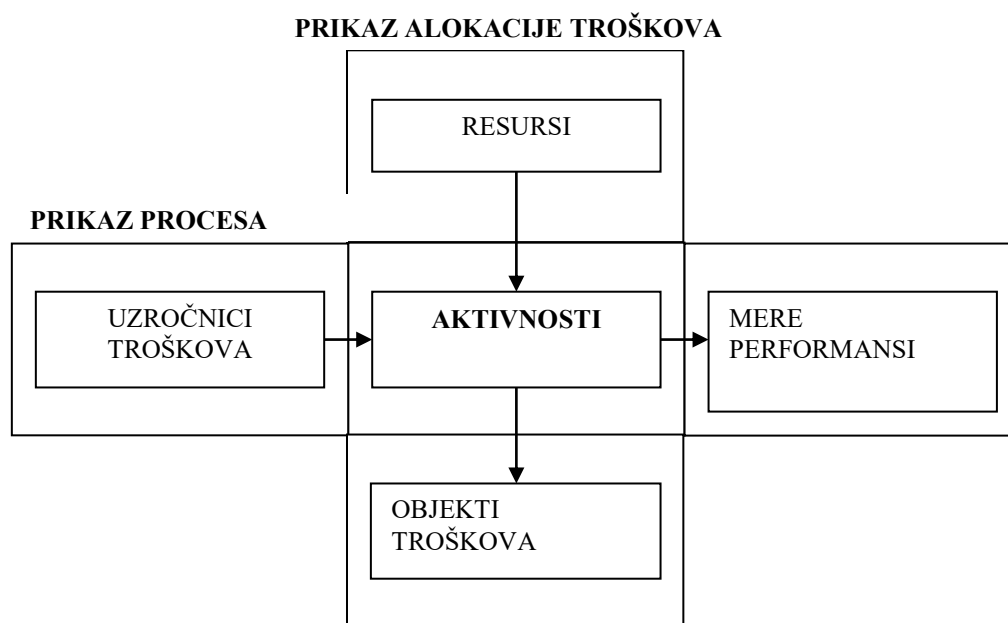 PRIKAZ ALOKACIJE TROŠKOVA
RESURSI
PRIKAZ PROCESA
UZROČNICI
TROŠKOVA
AKTIVNOSTI
MERE
PERFORMANSI
OBJEKTI
TROŠKOVA